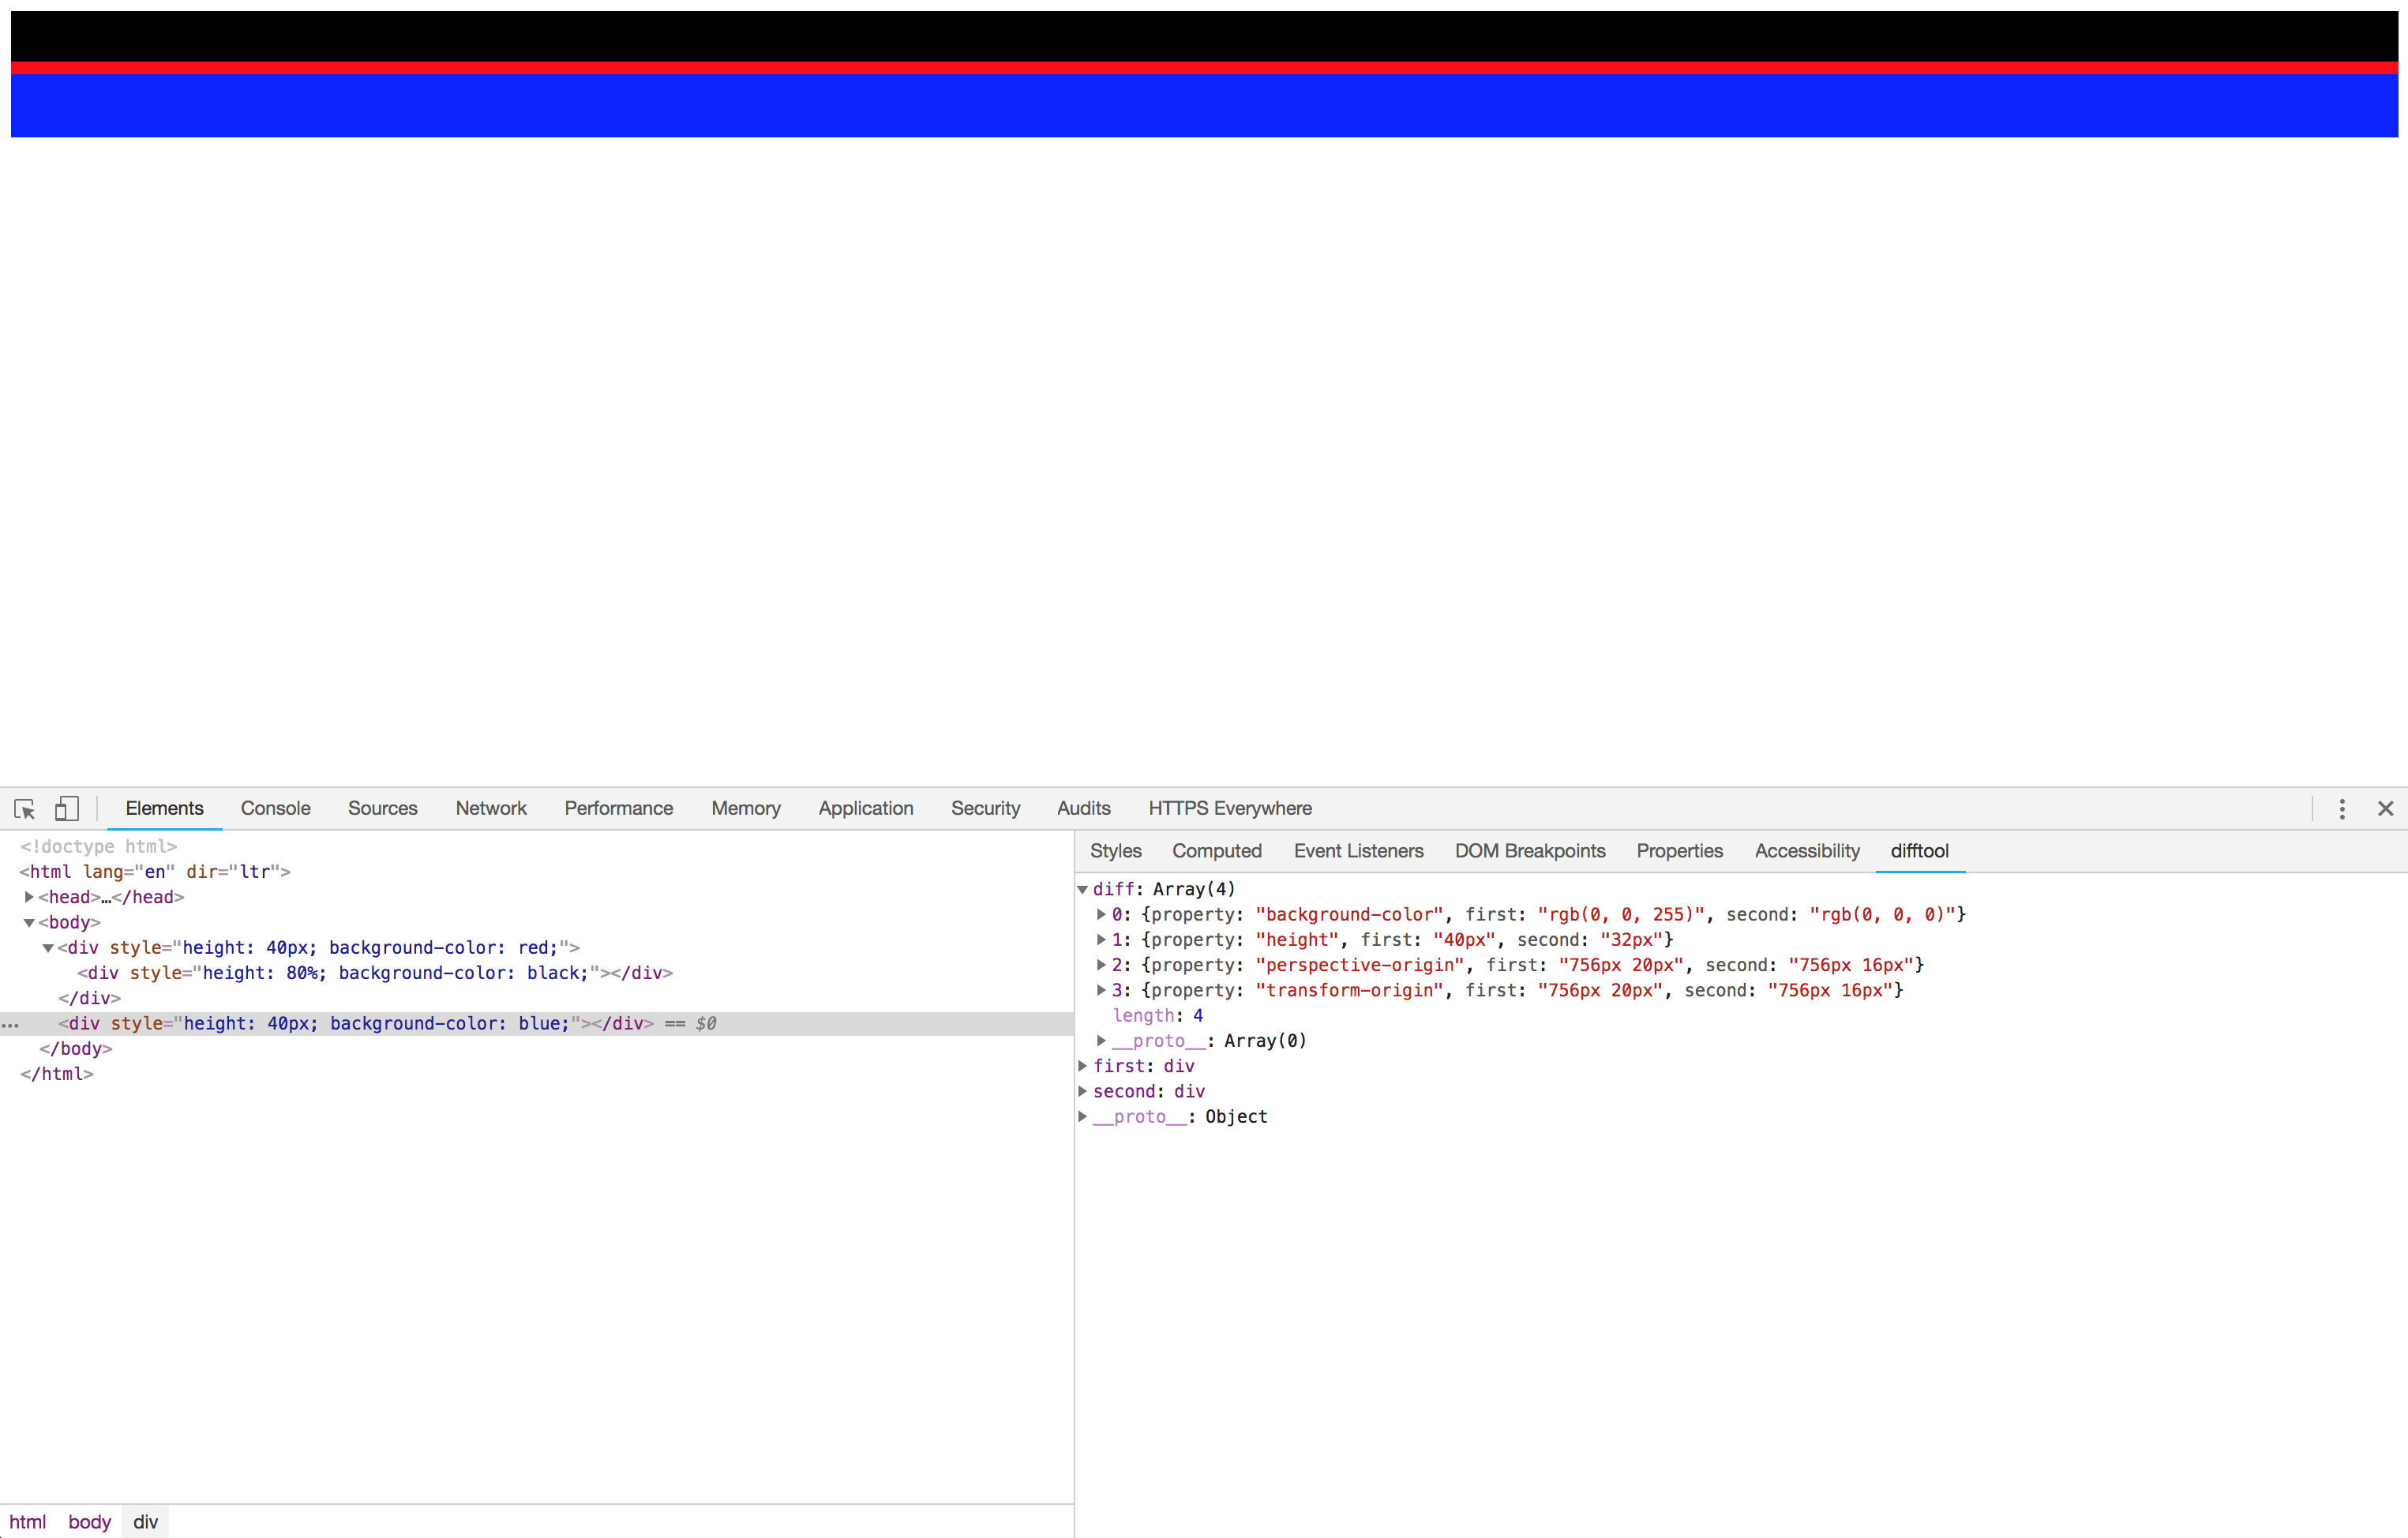 Elements Console Sources Network Performance Memory Application Security Audits HTTPS Everywhere
<!doctype html>
<html lang="en" dir="ltr">
<head>…</head>
<body>
<div style="height: 40px; background-color: red;">
<div style="height: 80%; background-color: black;"></div>
</div>
<div style="height: 40px; background-color: blue;"></div> == $0
</body>
</html>
html body div
Styles Computed Event Listeners DOM Breakpoints Properties Accessibility difftool
diff: Array(4)
0: {property: "background-color", first: "rgb(0, 0, 255)", second: "rgb(0, 0, 0)"}
1: {property: "height", first: "40px", second: "32px"}
2: {property: "perspective-origin", first: "756px 20px", second: "756px 16px"}
3: {property: "transform-origin", first: "756px 20px", second: "756px 16px"}
length: 4
__proto__: Array(0)
first: div
second: div
__proto__: Object